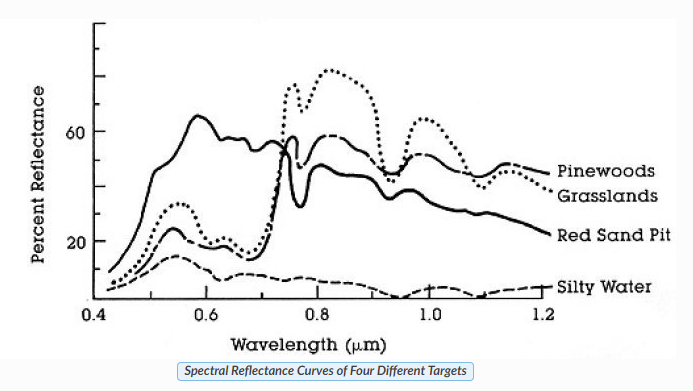 Percent Reflectance
60
20
Pinewoods
Grasslands
Red Sand Pit
Silty Water
0.4 0.6 0.8 1.0 1.2
Wavelength (μm)
Spectral Reflectance Curves of Four Different Targets